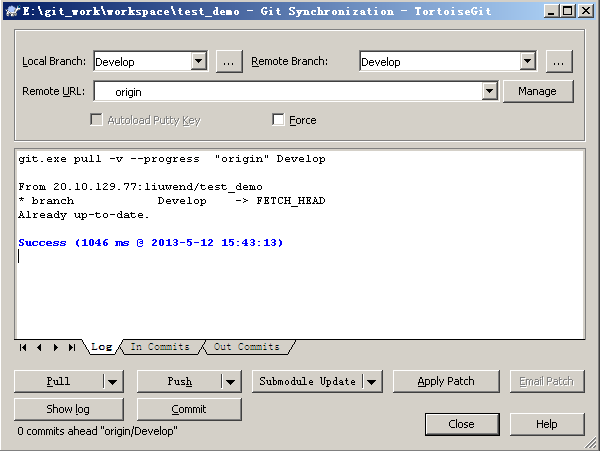 E:\git_work\workspace\test_demo - Git Synchronization - TortoiseGit
Local Branch: Develop ... Remote Branch: Develop ...
Remote URL: origin Manage
Autoload Putty Key Force
git.exe pull -v --progress "origin" Develop
From 20.10.129.77:liuwend/test_demo
* branch Develop -> FETCH_HEAD
Already up-to-date.
Success (1046 ms @ 2013-5-12 15:43:13)
Log In Commits Out Commits
Pull Push Submodule Update Apply Patch Email Patch
Show log Commit
Close Help
0 commits ahead "origin/Develop"